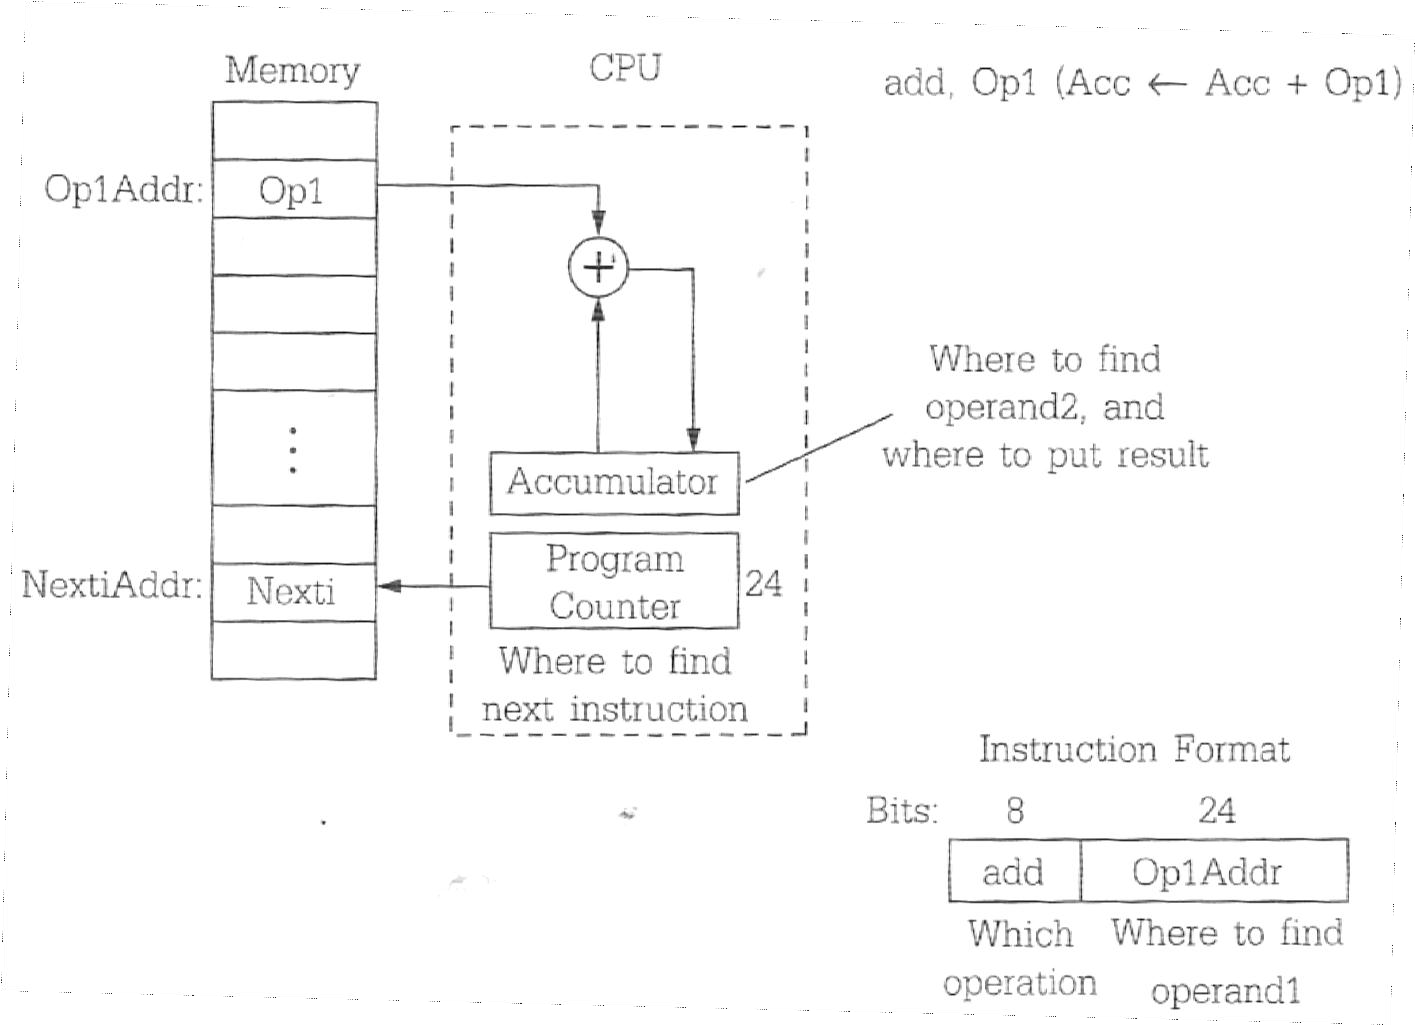 Memory
CPU
add, Op1 (Acc ← Acc + Op1)
Op1Addr:
Op1
+
Where to find
operand2, and
where to put result
Accumulator
NextiAddr:
Nexti
Program
Counter
24
Where to find
next instruction
Instruction Format
Bits: 8 24
add Op1Addr
Which
operation
Where to find
operand1